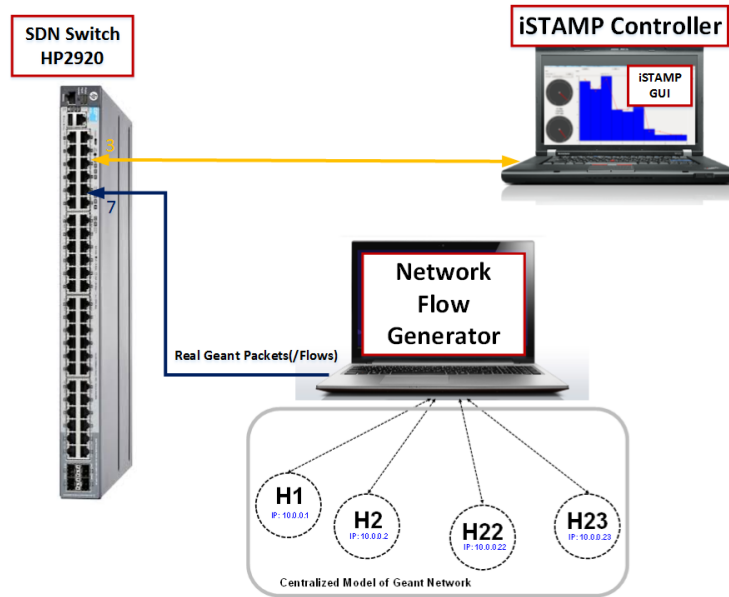 SDN Switch
HP2920
iSTAMP Controller
iSTAMP
GUI
3
7
Network
Flow
Generator
Real Geant Packets(/Flows)
H1
IP: 10.0.0.1
H2
IP: 10.0.0.2
H22
IP: 10.0.0.22
H23
IP: 10.0.0.23
Centralized Model of Geant Network